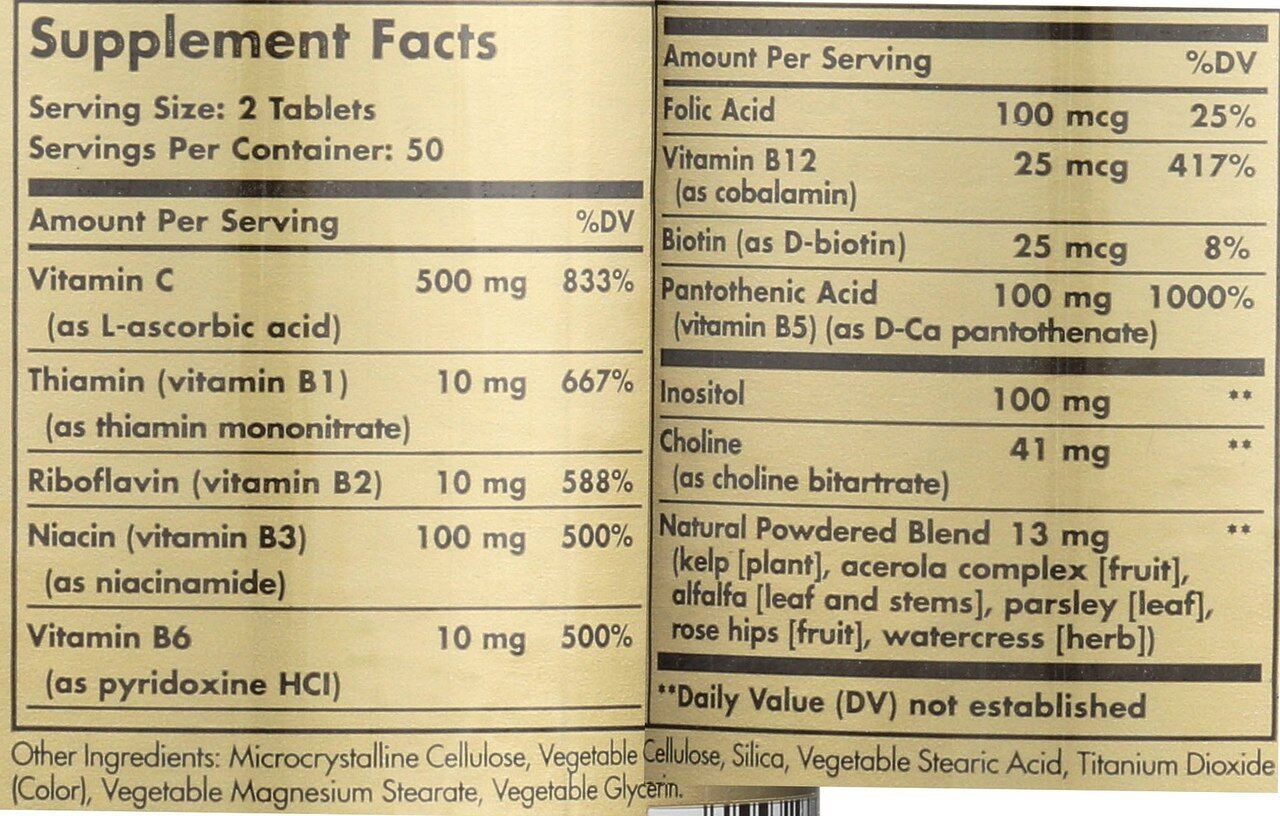 Supplement Facts
Serving Size: 2 Tablets
Servings Per Container: 50
Amount Per Serving %DV
Vitamin C 500 mg 833%
(as L-ascorbic acid)
Thiamin (vitamin B1) 10 mg 667%
(as thiamin mononitrate)
Riboflavin (vitamin B2) 10 mg 588%
Niacin (vitamin B3) 100 mg 500%
(as niacinamide)
Vitamin B6 10 mg 500%
(as pyridoxine HCl)
Amount Per Serving %DV
Folic Acid 100 mcg 25%
Vitamin B12 25 mcg 417%
(as cobalamin)
Biotin (as D-biotin) 25 mcg 8%
Pantothenic Acid 100 mg 1000%
(vitamin B5) (as D-Ca pantothenate)
Inositol 100 mg **
Choline 41 mg **
(as choline bitartrate)
Natural Powdered Blend 13 mg **
(kelp [plant], acerola complex [fruit],
alfalfa [leaf and stems], parsley [leaf],
rose hips [fruit], watercress [herb])
**Daily Value (DV) not established
Other Ingredients: Microcrystalline Cellulose, Vegetable Cellulose, Silica, Vegetable Stearic Acid, Titanium Dioxide
(Color), Vegetable Magnesium Stearate, Vegetable Glycerin.